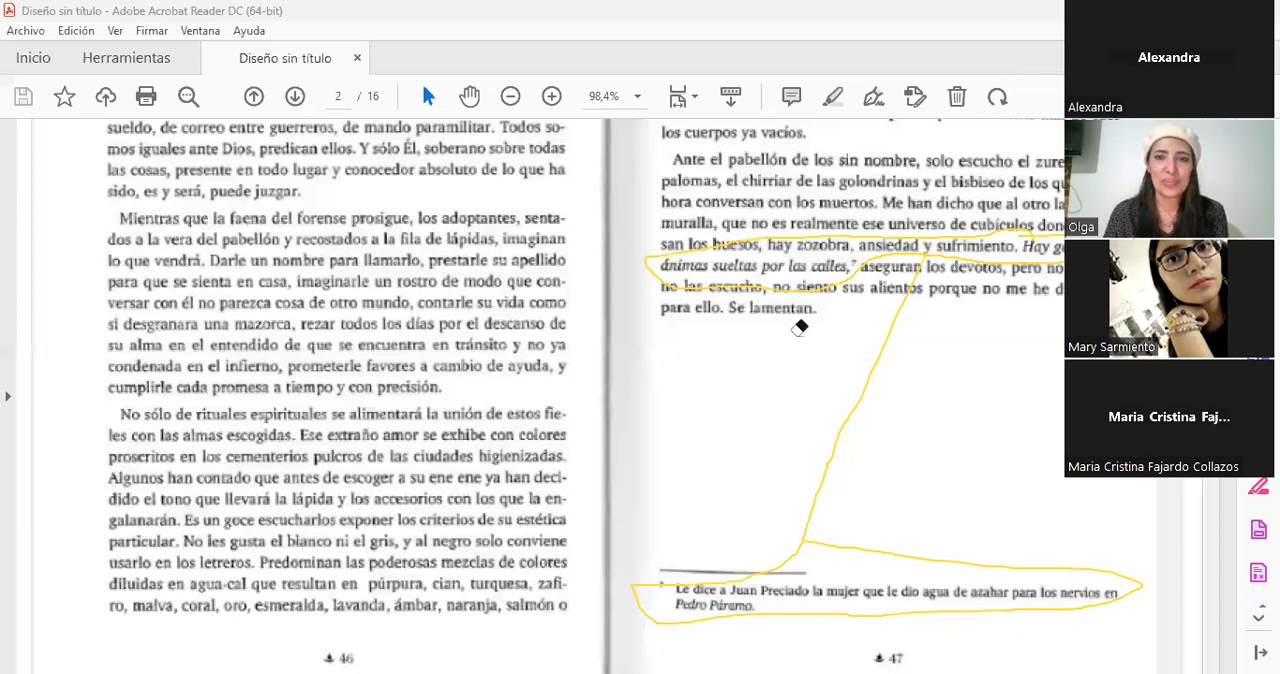 Diseño sin título - Adobe Acrobat Reader DC (64-bit)
Archivo Edición Ver Firmar Ventana Ayuda
Inicio Herramientas Diseño sin título ×
2 / 16 98,4%
sueldo, de correo entre guerreros, de mando paramilitar. Todos so-
mos iguales ante Dios, predican ellos. Y sólo Él, soberano sobre todas
las cosas, presente en todo lugar y conocedor absoluto de lo que ha
sido, es y será, puede juzgar.
Mientras que la faena del forense prosigue, los adoptantes, senta-
dos a la vera del pabellón y recostados a la fila de lápidas, imaginan
lo que vendrá. Darle un nombre para llamarlo, prestarle su apellido
para que se sienta en casa, imaginarle un rostro de modo que con-
versar con él no parezca cosa de otro mundo, contarle su vida como
si desgranara una mazorca, rezar todos los días por el descanso de
su alma en el entendido de que se encuentra en tránsito y no ya
condenada en el infierno, prometerle favores a cambio de ayuda, y
cumplirle cada promesa a tiempo y con precisión.
No sólo de rituales espirituales se alimentará la unión de estos fie-
les con las almas escogidas. Ese extraño amor se exhibe con colores
proscritos en los cementerios pulcros de las ciudades higienizadas.
Algunos han contado que antes de escoger a su ene ene ya han deci-
dido el tono que llevará la lápida y los accesorios con los que la en-
galanarán. Es un goce escucharlos exponer los criterios de su estética
particular. No les gusta el blanco ni el gris, y al negro solo conviene
usarlo en los letreros. Predominan las poderosas mezclas de colores
diluidas en agua-cal que resultan en púrpura, cian, turquesa, zafi-
ro, malva, coral, oro, esmeralda, lavanda, ámbar, naranja, salmón o
46
los cuerpos ya vacíos.
Ante el pabellón de los sin nombre, solo escucho el zure
palomas, el chirriar de las golondrinas y el bisbiseo de los qu
hora conversan con los muertos. Me han dicho que al otro la
muralla, que no es realmente ese universo de cubículos don
san los huesos, hay zozobra, ansiedad y sufrimiento. Hay g
ánimas sueltas por las calles,⁷ aseguran los devotos, pero no
no las escucho, no siento sus alientos porque no me he d
para ello. Se lamentan.
Le dice a Juan Preciado la mujer que le dio agua de azahar para los nervios en
Pedro Páramo.
47
Alexandra
Alexandra
Olga
Mary Sarmiento
Maria Cristina Faj...
Maria Cristina Fajardo Collazos